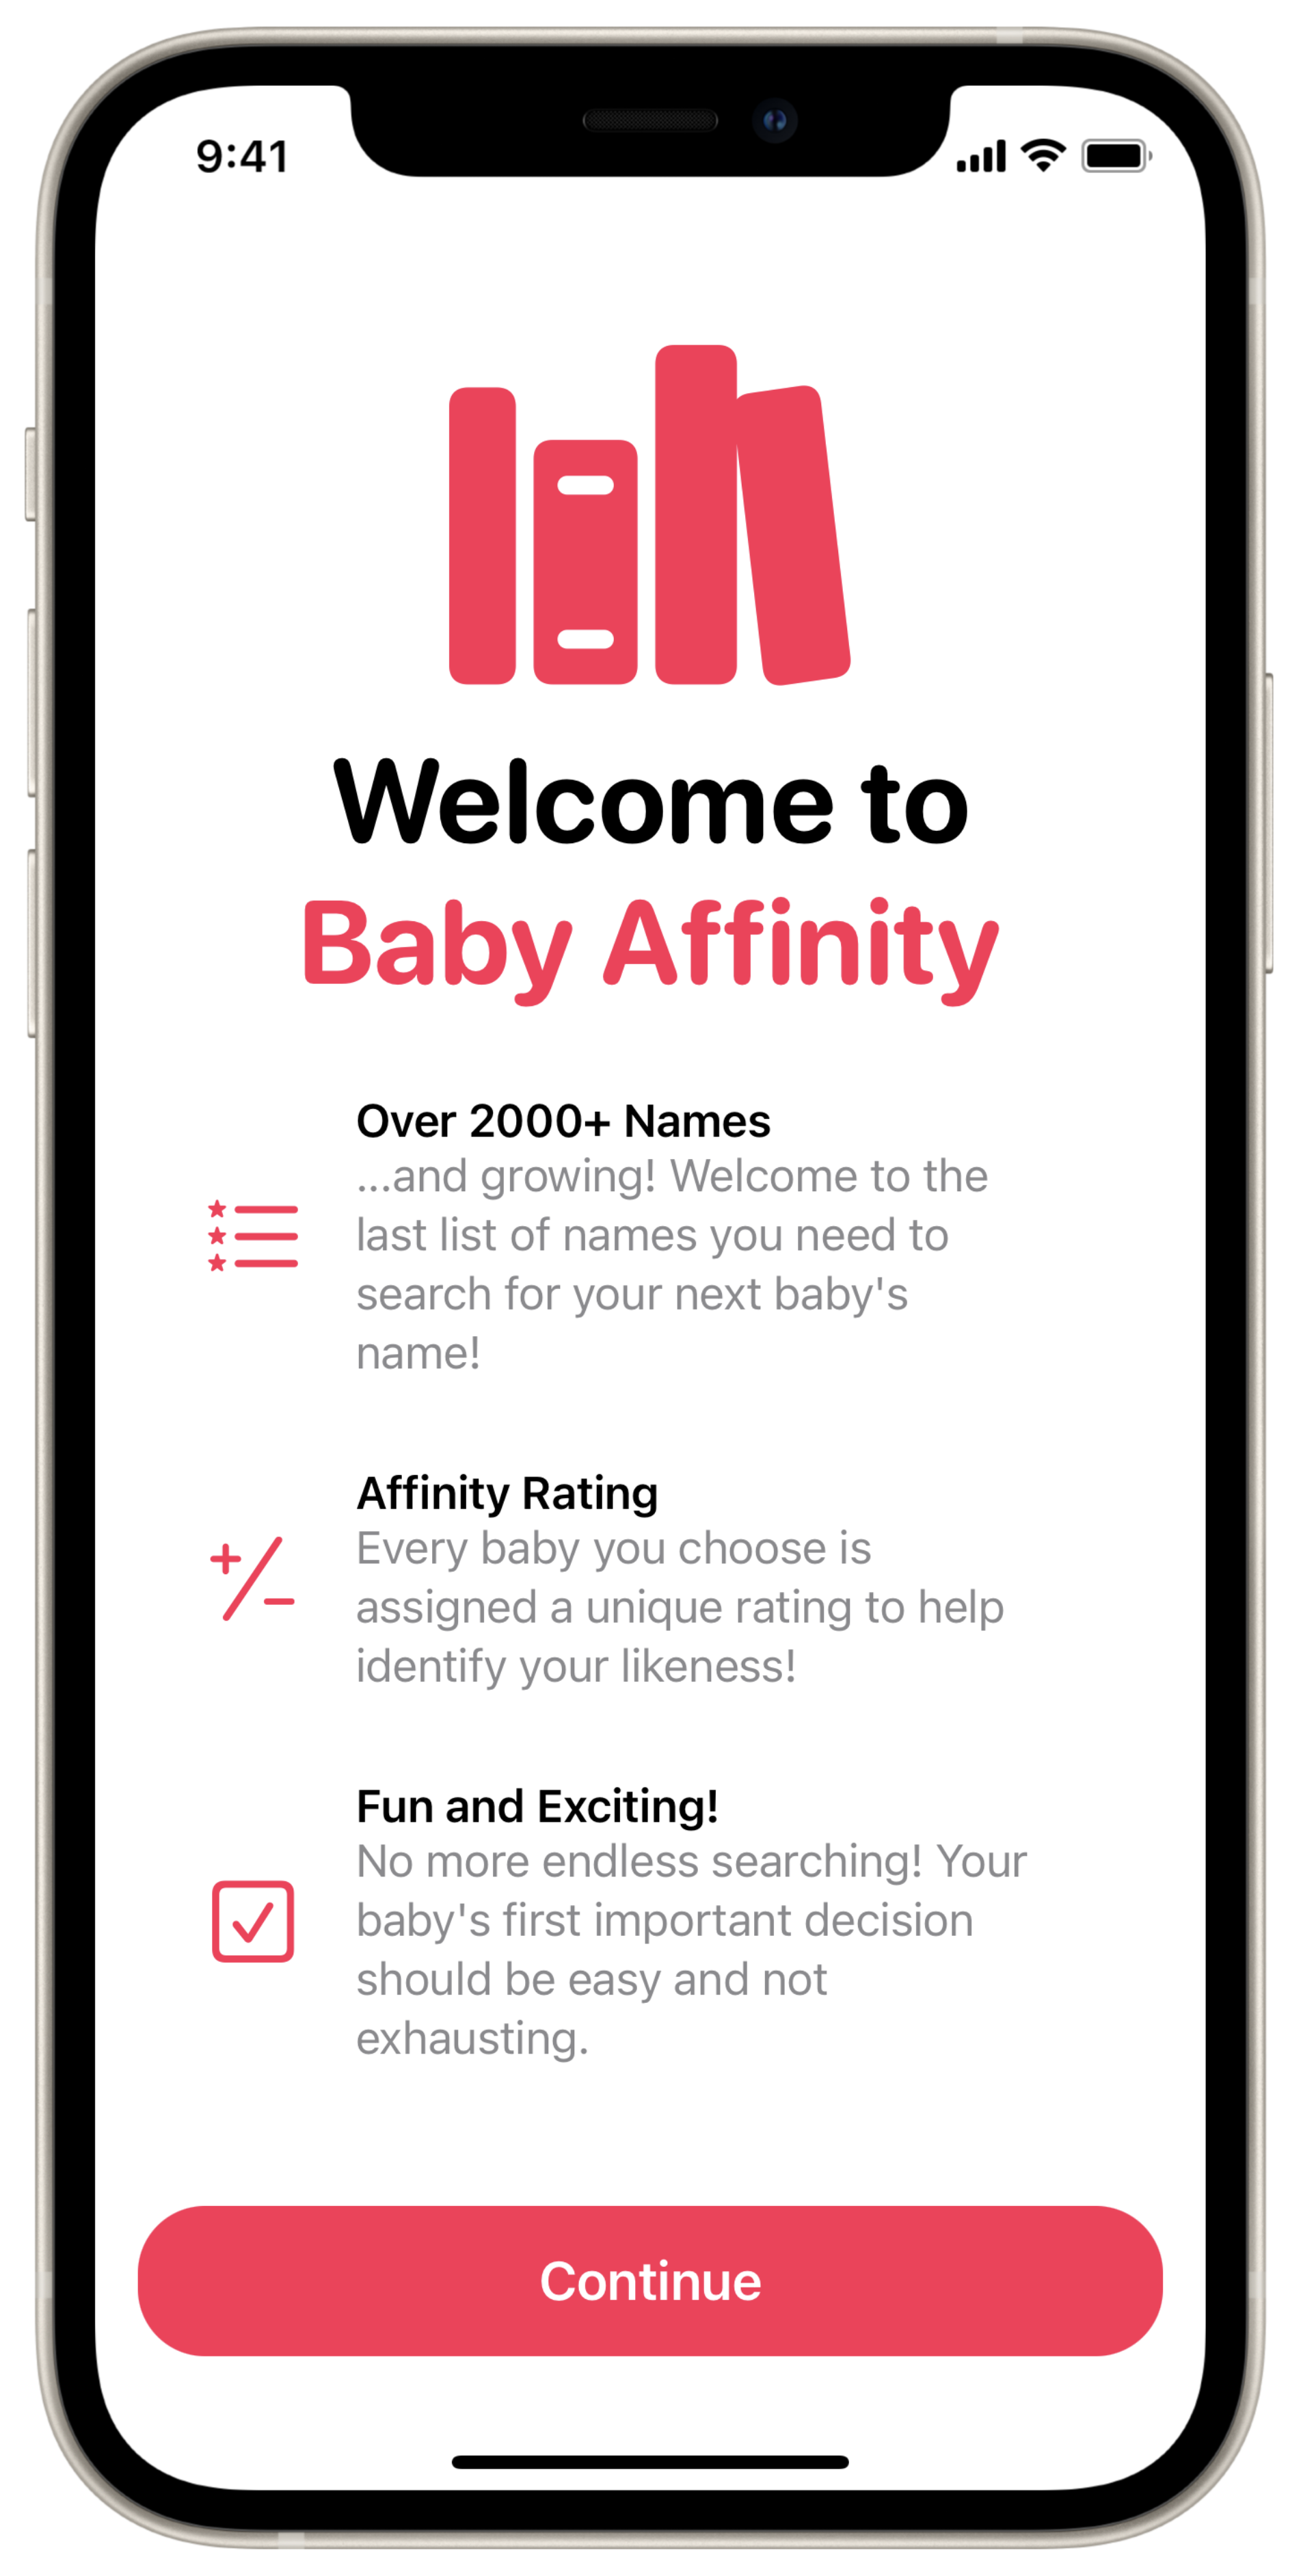 9:41
Welcome to
Baby Affinity
Over 2000+ Names
...and growing! Welcome to the
last list of names you need to
search for your next baby's
name!
Affinity Rating
Every baby you choose is
assigned a unique rating to help
identify your likeness!
Fun and Exciting!
No more endless searching! Your
baby's first important decision
should be easy and not
exhausting.
Continue